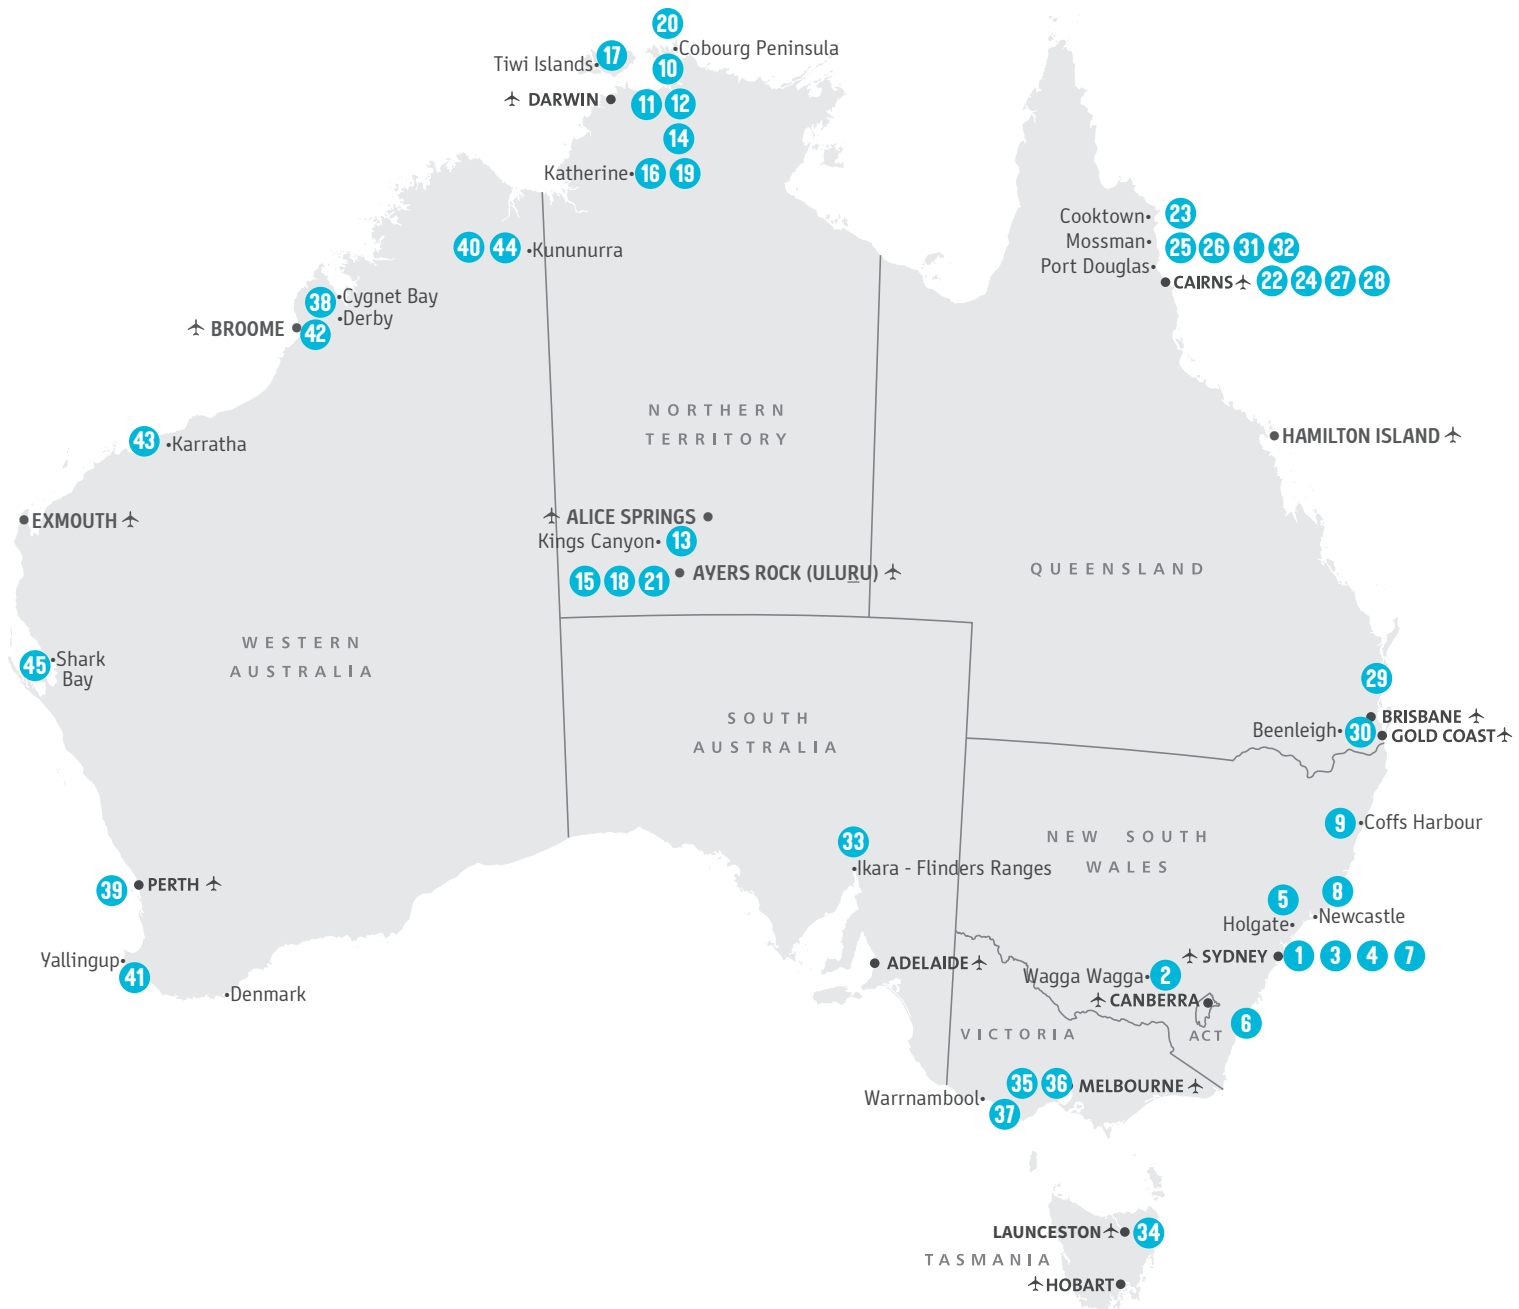 20
Cobourg Peninsula
17
Tiwi Islands
10
DARWIN
11 12
14
Katherine
16 19
23
Cooktown
Mossman
25 26 31 32
40 44
Kununurra
Port Douglas
CAIRNS
22 24 27 28
38
Cygnet Bay
Derby
BROOME
42
NORTHERN
TERRITORY
43
Karratha
HAMILTON ISLAND
EXMOUTH
ALICE SPRINGS
Kings Canyon
13
15 18 21
AYERS ROCK (ULURU)
QUEENSLAND
WESTERN
AUSTRALIA
45
Shark
Bay
29
SOUTH
AUSTRALIA
BRISBANE
Beenleigh
30
GOLD COAST
9
Coffs Harbour
33
NEW SOUTH
WALES
Ikara - Flinders Ranges
39
PERTH
5
8
Holgate
Newcastle
Yallingup
41
Denmark
ADELAIDE
SYDNEY
1 3 4 7
Wagga Wagga
2
CANBERRA
6
VICTORIA
ACT
35 36
MELBOURNE
Warrnambool
37
LAUNCESTON
34
TASMANIA
HOBART